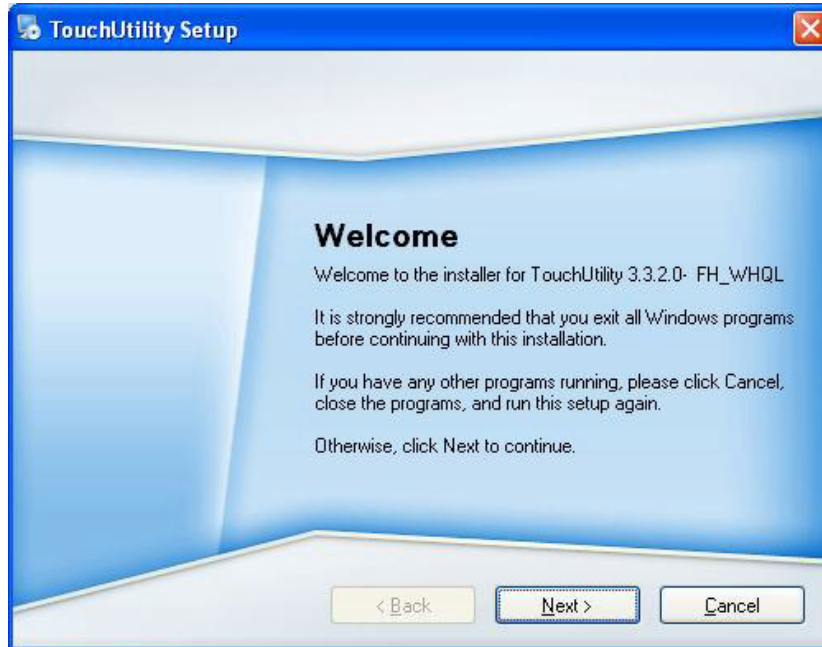 TouchUtility Setup
Welcome
Welcome to the installer for TouchUtility 3.3.2.0- FH_WHQL
It is strongly recommended that you exit all Windows programs
before continuing with this installation.
If you have any other programs running, please click Cancel,
close the programs, and run this setup again.
Otherwise, click Next to continue.
< Back
Next >
Cancel